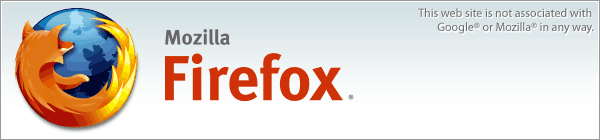 This web site is not associated with
Google® or Mozilla® in any way.
Mozilla
Firefox®